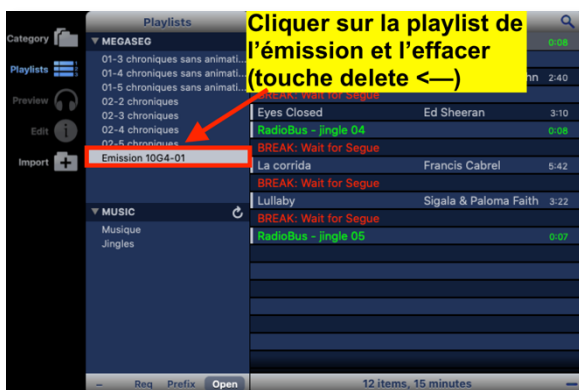 Playlists
Cliquer sur la playlist de
l'émission et l'effacer
(touche delete <—)
Category
Playlists
Preview
Edit
Import
▼ MEGASEG
01-3 chroniques sans animati...
01-4 chroniques sans animati...
01-5 chroniques sans animati...
02-2 chroniques
02-3 chroniques
02-4 chroniques
02-5 chroniques
Emission 10G4-01
▼ MUSIC
Musique
Jingles
0:08
hn 2:40
BREAK: Wait for Segue
Eyes Closed Ed Sheeran 3:10
RadioBus - jingle 04 0:08
BREAK: Wait for Segue
La corrida Francis Cabrel 5:42
BREAK: Wait for Segue
Lullaby Sigala & Paloma Faith 3:22
BREAK: Wait for Segue
RadioBus - jingle 05 0:07
– Req Prefix Open
12 items, 15 minutes